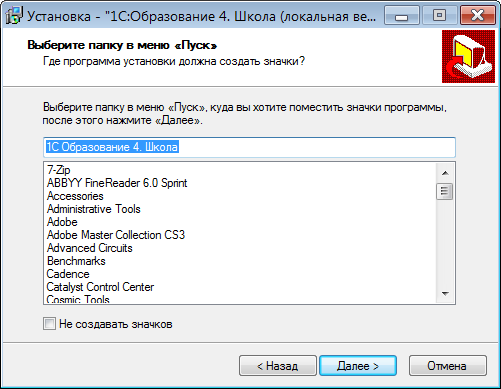 Установка - "1С:Образование 4. Школа (локальная ве...
Выберите папку в меню «Пуск»
Где программа установки должна создать значки?
Выберите папку в меню «Пуск», куда вы хотите поместить значки программы,
после этого нажмите «Далее».
1С Образование 4. Школа
7-Zip
ABBYY FineReader 6.0 Sprint
Accessories
Administrative Tools
Adobe
Adobe Master Collection CS3
Advanced Circuits
Benchmarks
Cadence
Catalyst Control Center
Cosmic Tools
Не создавать значков
< Назад
Далее >
Отмена